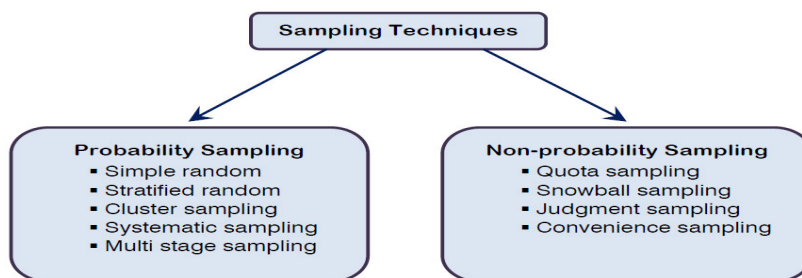 Sampling Techniques
Probability Sampling
▪ Simple random
▪ Stratified random
▪ Cluster sampling
▪ Systematic sampling
▪ Multi stage sampling
Non-probability Sampling
▪ Quota sampling
▪ Snowball sampling
▪ Judgment sampling
▪ Convenience sampling